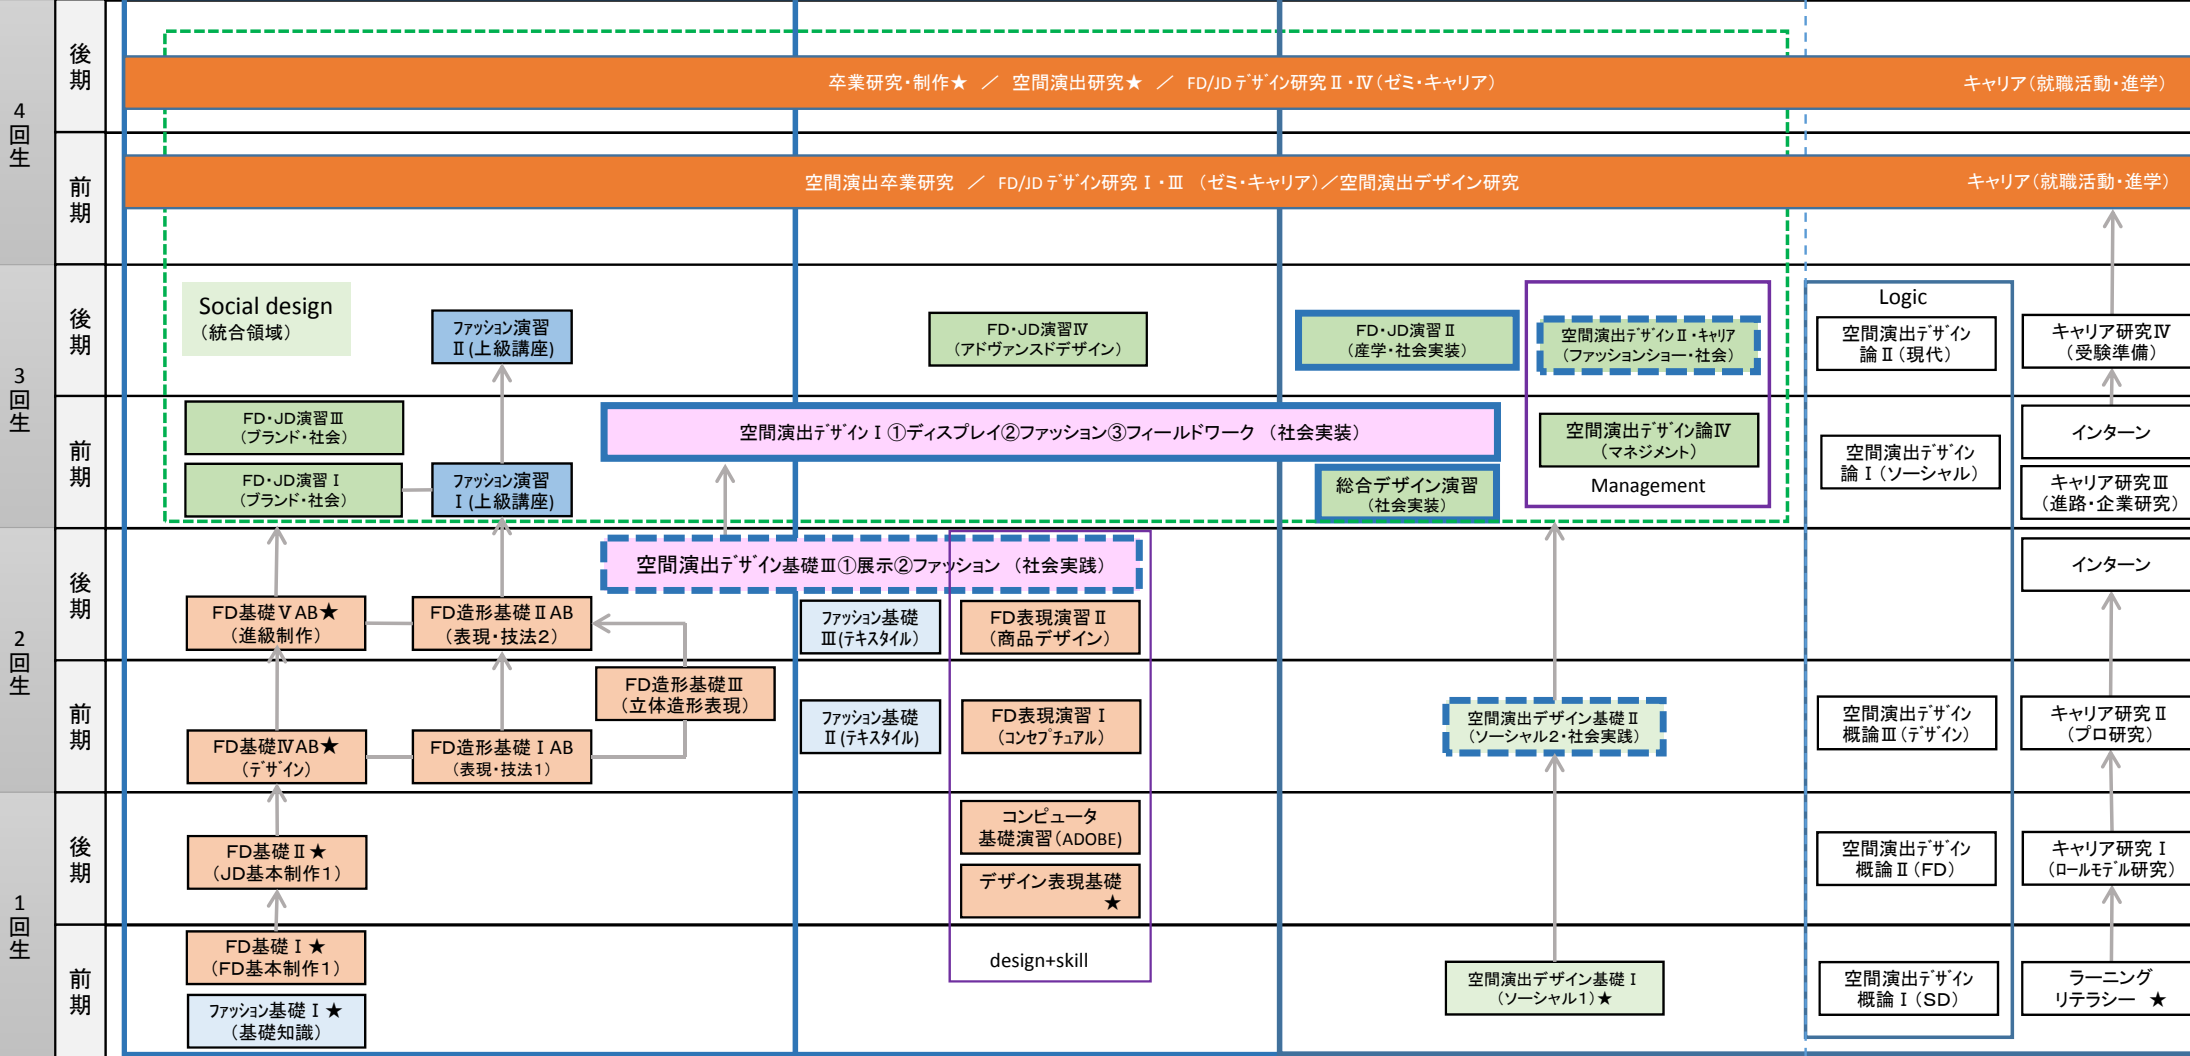 4
回
生
後
期
卒業研究・制作★ ／ 空間演出研究★ ／ FD/JDデザイン研究Ⅱ・Ⅳ(ゼミ・キャリア)
キャリア(就職活動・進学)
前
期
空間演出卒業研究 ／ FD/JDデザイン研究Ⅰ・Ⅲ (ゼミ・キャリア)／空間演出デザイン研究
キャリア(就職活動・進学)
3
回
生
後
期
Social design
(統合領域)
ファッション演習
Ⅱ(上級講座)
FD・JD演習Ⅳ
(アドヴァンスドデザイン)
FD・JD演習Ⅱ
(産学・社会実装)
空間演出デザインⅡ・キャリア
(ファッションショー・社会)
Logic
空間演出デザイン
論Ⅱ(現代)
キャリア研究Ⅳ
(受験準備)
前
期
FD・JD演習Ⅲ
(ブランド・社会)
FD・JD演習Ⅰ
(ブランド・社会)
ファッション演習
Ⅰ(上級講座)
空間演出デザインⅠ①ディスプレイ②ファッション③フィールドワーク (社会実装)
総合デザイン演習
(社会実装)
空間演出デザイン論Ⅳ
(マネジメント)
Management
空間演出デザイン
論Ⅰ(ソーシャル)
インターン
キャリア研究Ⅲ
(進路・企業研究)
2
回
生
後
期
空間演出デザイン基礎Ⅲ①展示②ファッション (社会実践)
インターン
FD基礎ⅤAB★
(進級制作)
FD造形基礎ⅡAB
(表現・技法2)
ファッション基礎
Ⅲ(テキスタイル)
FD表現演習Ⅱ
(商品デザイン)
前
期
FD造形基礎Ⅲ
(立体造形表現)
FD基礎ⅣAB★
(デザイン)
FD造形基礎ⅠAB
(表現・技法1)
ファッション基礎
Ⅱ(テキスタイル)
FD表現演習Ⅰ
(コンセプチュアル)
空間演出デザイン基礎Ⅱ
(ソーシャル2・社会実践)
空間演出デザイン
概論Ⅲ(デザイン)
キャリア研究Ⅱ
(プロ研究)
1
回
生
後
期
FD基礎Ⅱ★
(JD基本制作1)
コンピュータ
基礎演習(ADOBE)
デザイン表現基礎
★
空間演出デザイン
概論Ⅱ(FD)
キャリア研究Ⅰ
(ロールモデル研究)
前
期
FD基礎Ⅰ★
(FD基本制作1)
ファッション基礎Ⅰ★
(基礎知識)
design+skill
空間演出デザイン基礎Ⅰ
(ソーシャル1)★
空間演出デザイン
概論Ⅰ(SD)
ラーニング
リテラシー ★